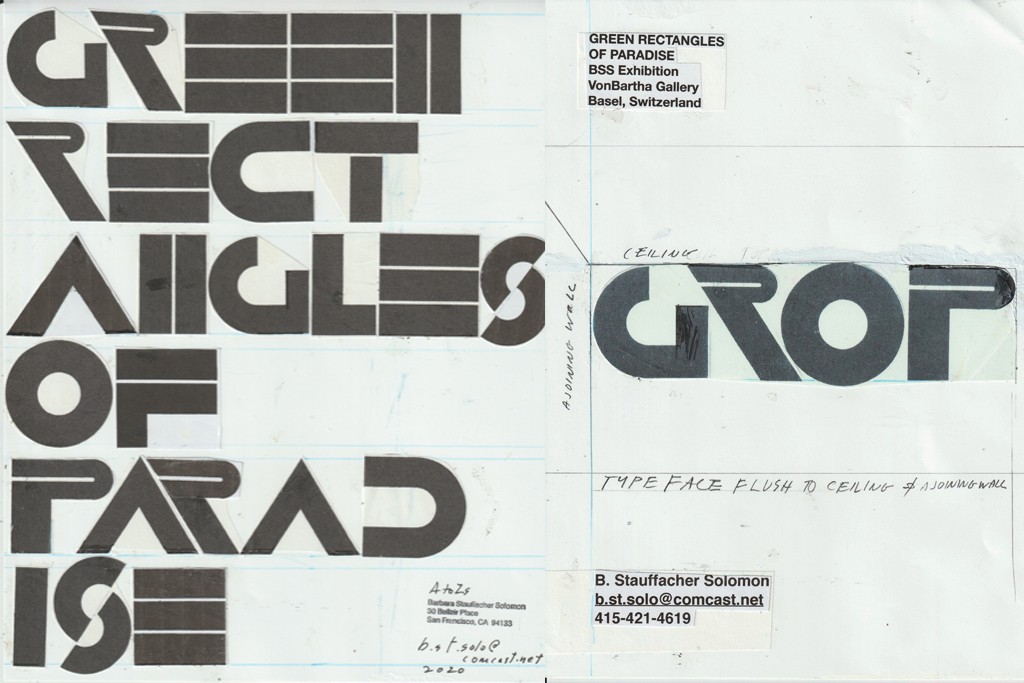 GREEN
RECT
ANGLES
OF
PARAD
ISE
A to Zs
Barbara Stauffacher Solomon
30 Bellair Place
San Francisco, CA 94133
b.st.solo@
comcast.net
2020
GREEN RECTANGLES
OF PARADISE
BSS Exhibition
VonBartha Gallery
Basel, Switzerland
CEILING
AJOINING WALL
GROP
TYPE FACE FLUSH TO CEILING & AJOINING WALL
B. Stauffacher Solomon
b.st.solo@comcast.net
415-421-4619